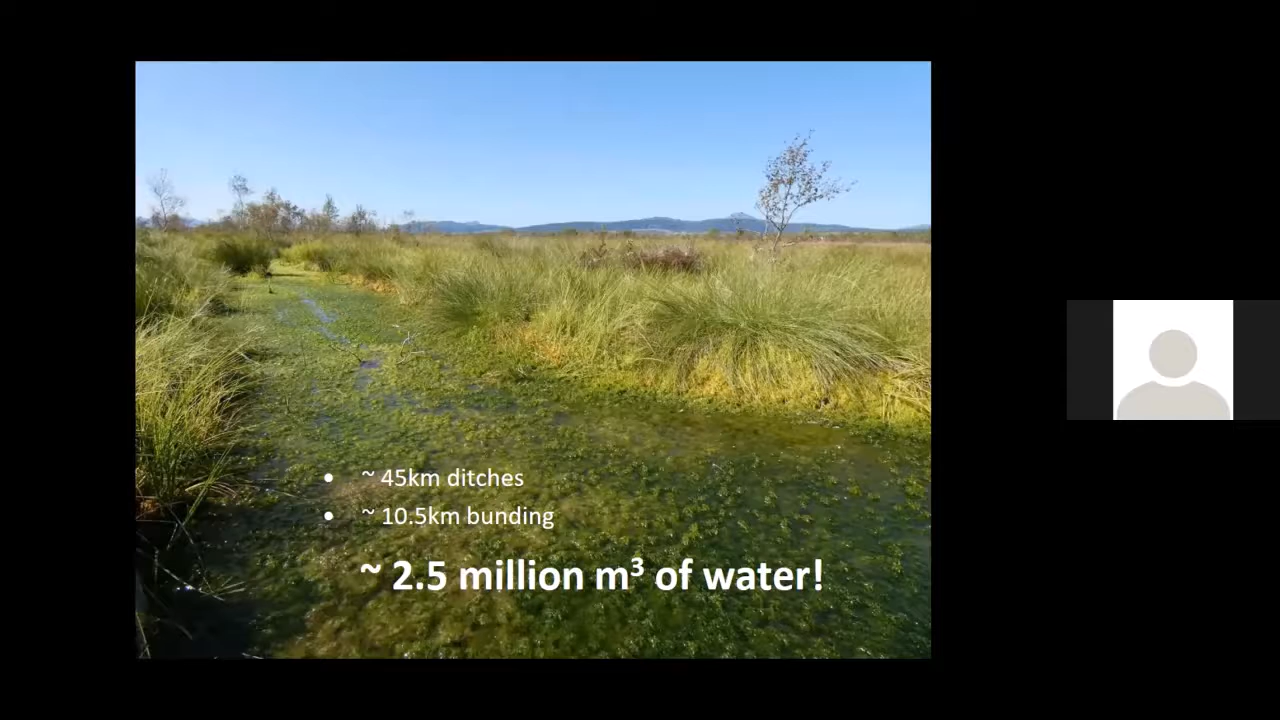 • ~ 45km ditches
• ~ 10.5km bunding
~ 2.5 million m³ of water!